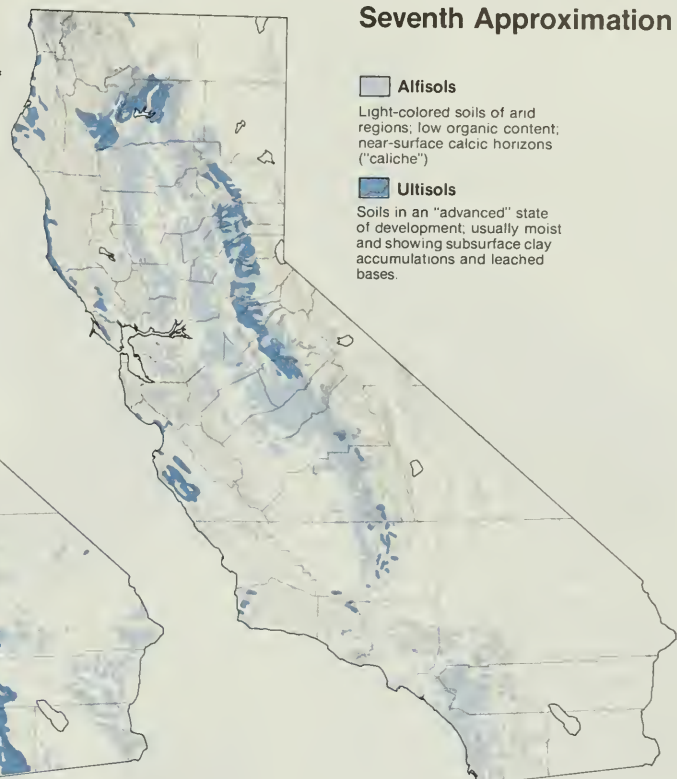 Seventh Approximation
Alfisols
Light-colored soils of arid
regions; low organic content;
near-surface calcic horizons
("caliche")
Ultisols
Soils in an "advanced" state
of development; usually moist
and showing subsurface clay
accumulations and leached
bases.